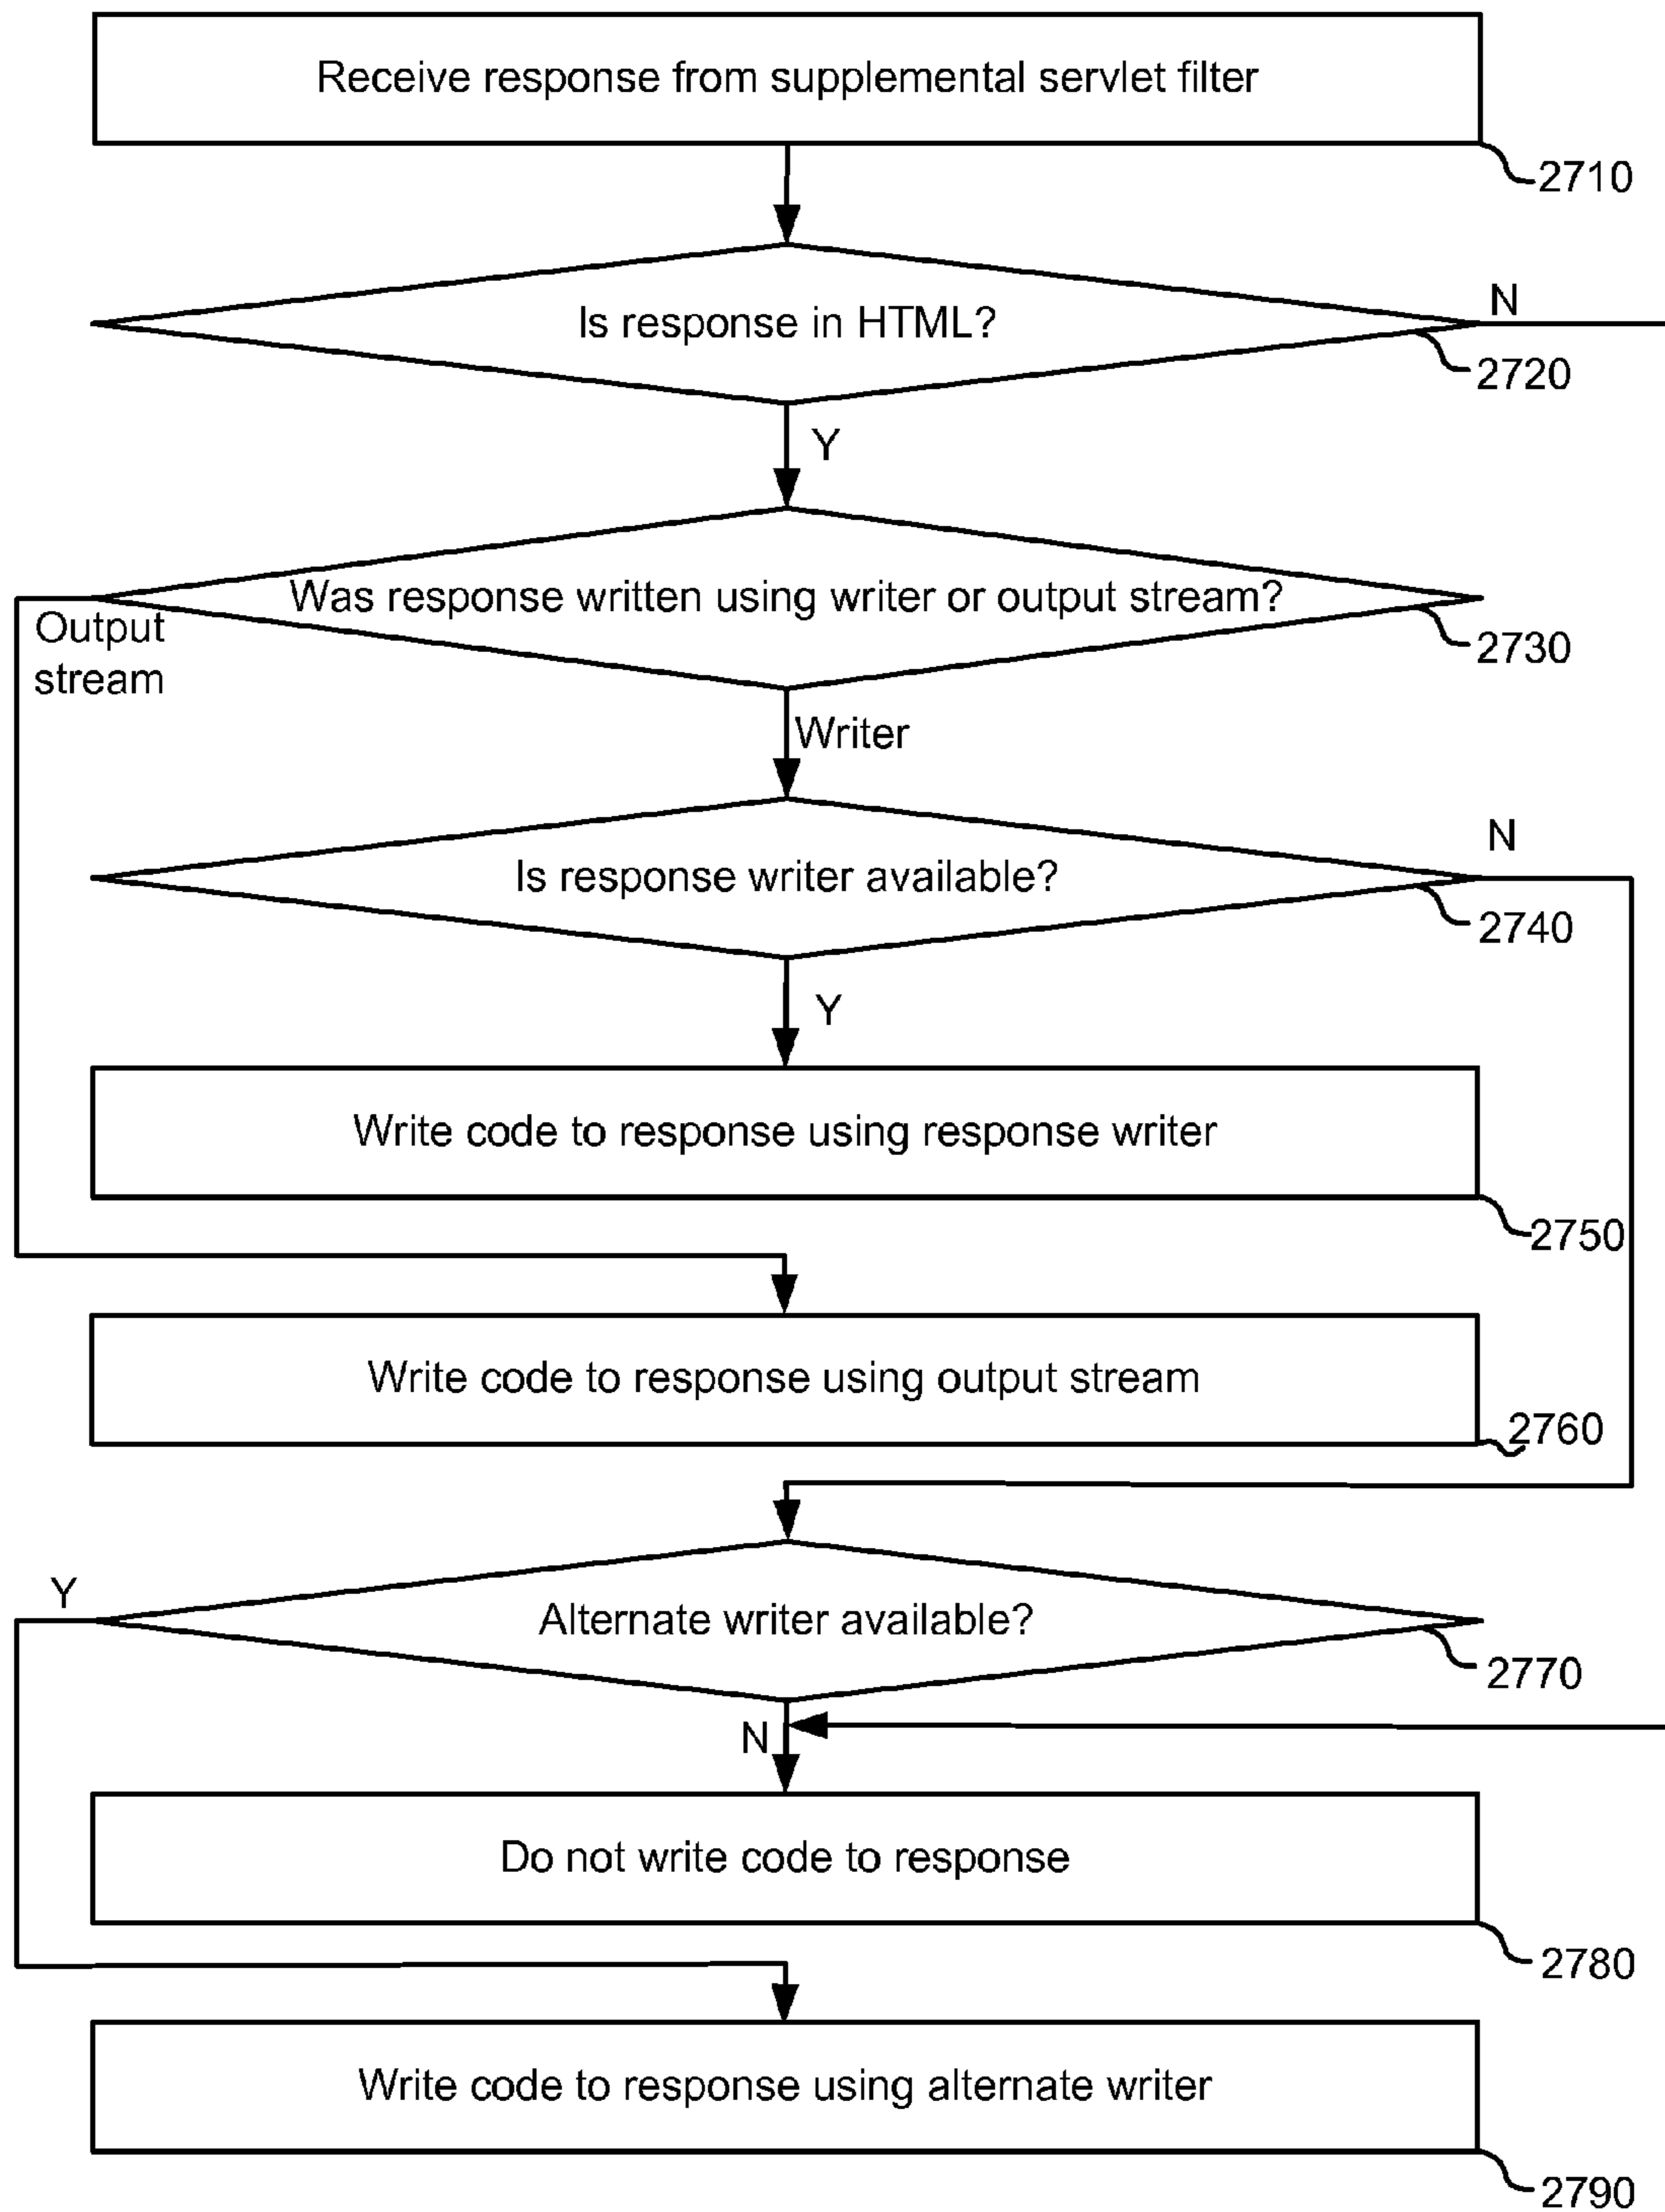 Receive response from supplemental servlet filter
2710
Is response in HTML?
N
2720
Y
Was response written using writer or output stream?
Output
stream
2730
Writer
Is response writer available?
N
2740
Y
Write code to response using response writer
2750
Write code to response using output stream
2760
Y
Alternate writer available?
2770
N
Do not write code to response
2780
Write code to response using alternate writer
2790